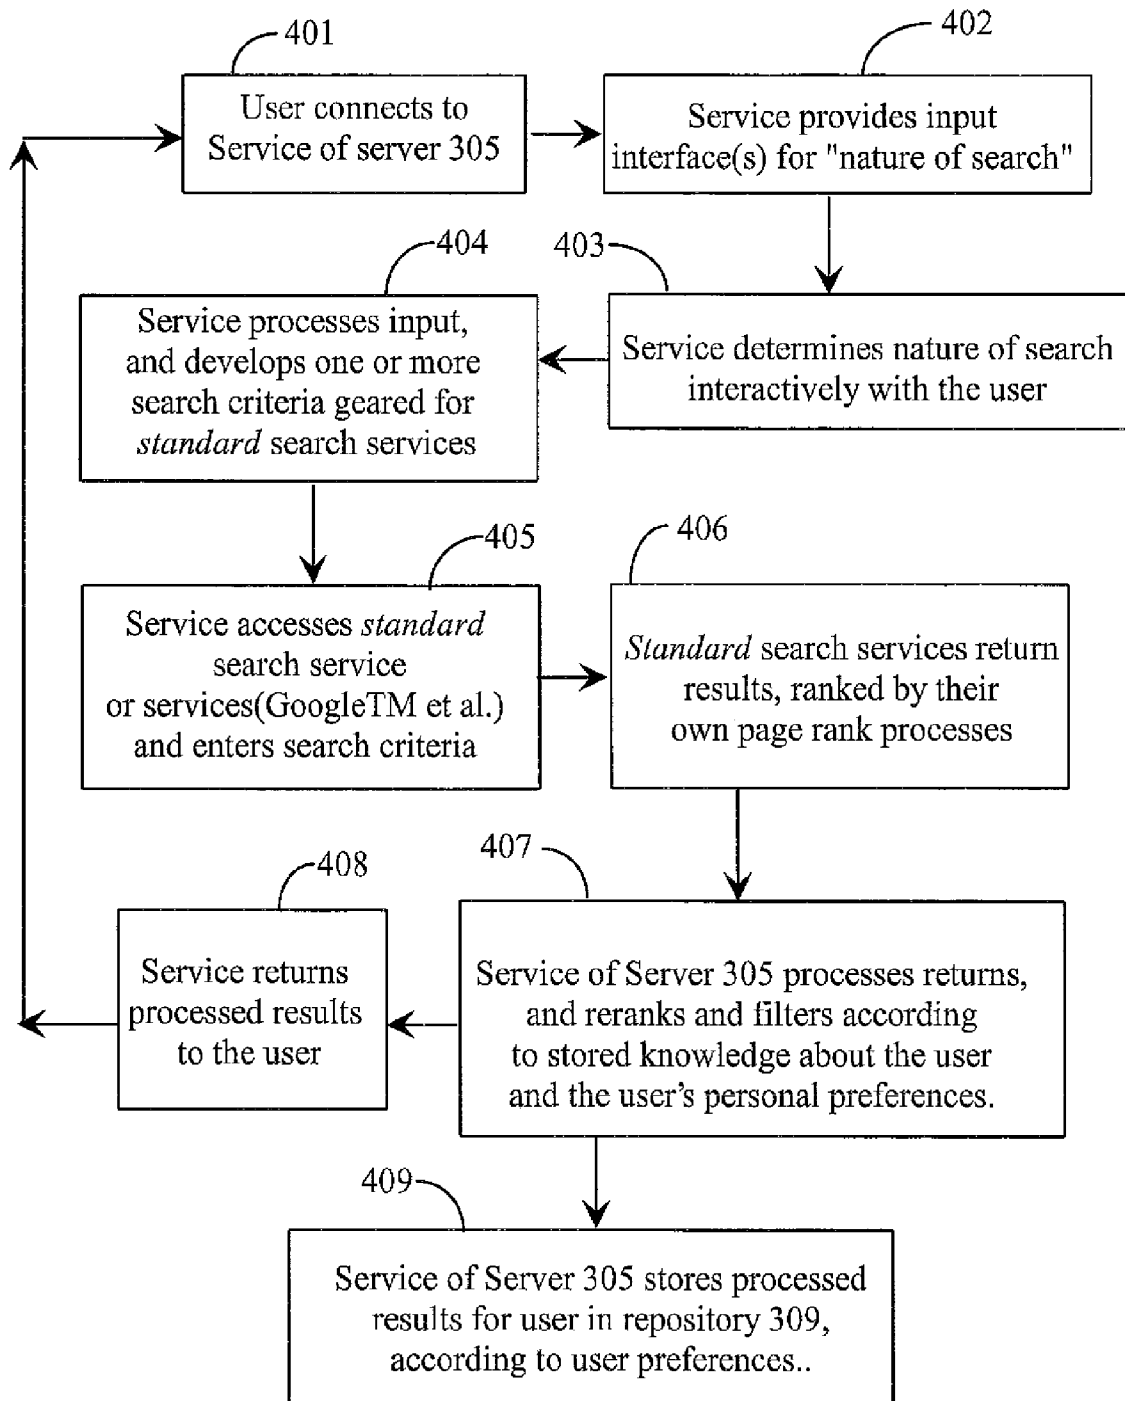 401
User connects to
Service of server 305
402
Service provides input
interface(s) for "nature of search"
403
Service determines nature of search
interactively with the user
404
Service processes input,
and develops one or more
search criteria geared for
standard search services
405
Service accesses standard
search service
or services(GoogleTM et al.)
and enters search criteria
406
Standard search services return
results, ranked by their
own page rank processes
407
Service of Server 305 processes returns,
and reranks and filters according
to stored knowledge about the user
and the user's personal preferences.
408
Service returns
processed results
to the user
409
Service of Server 305 stores processed
results for user in repository 309,
according to user preferences..